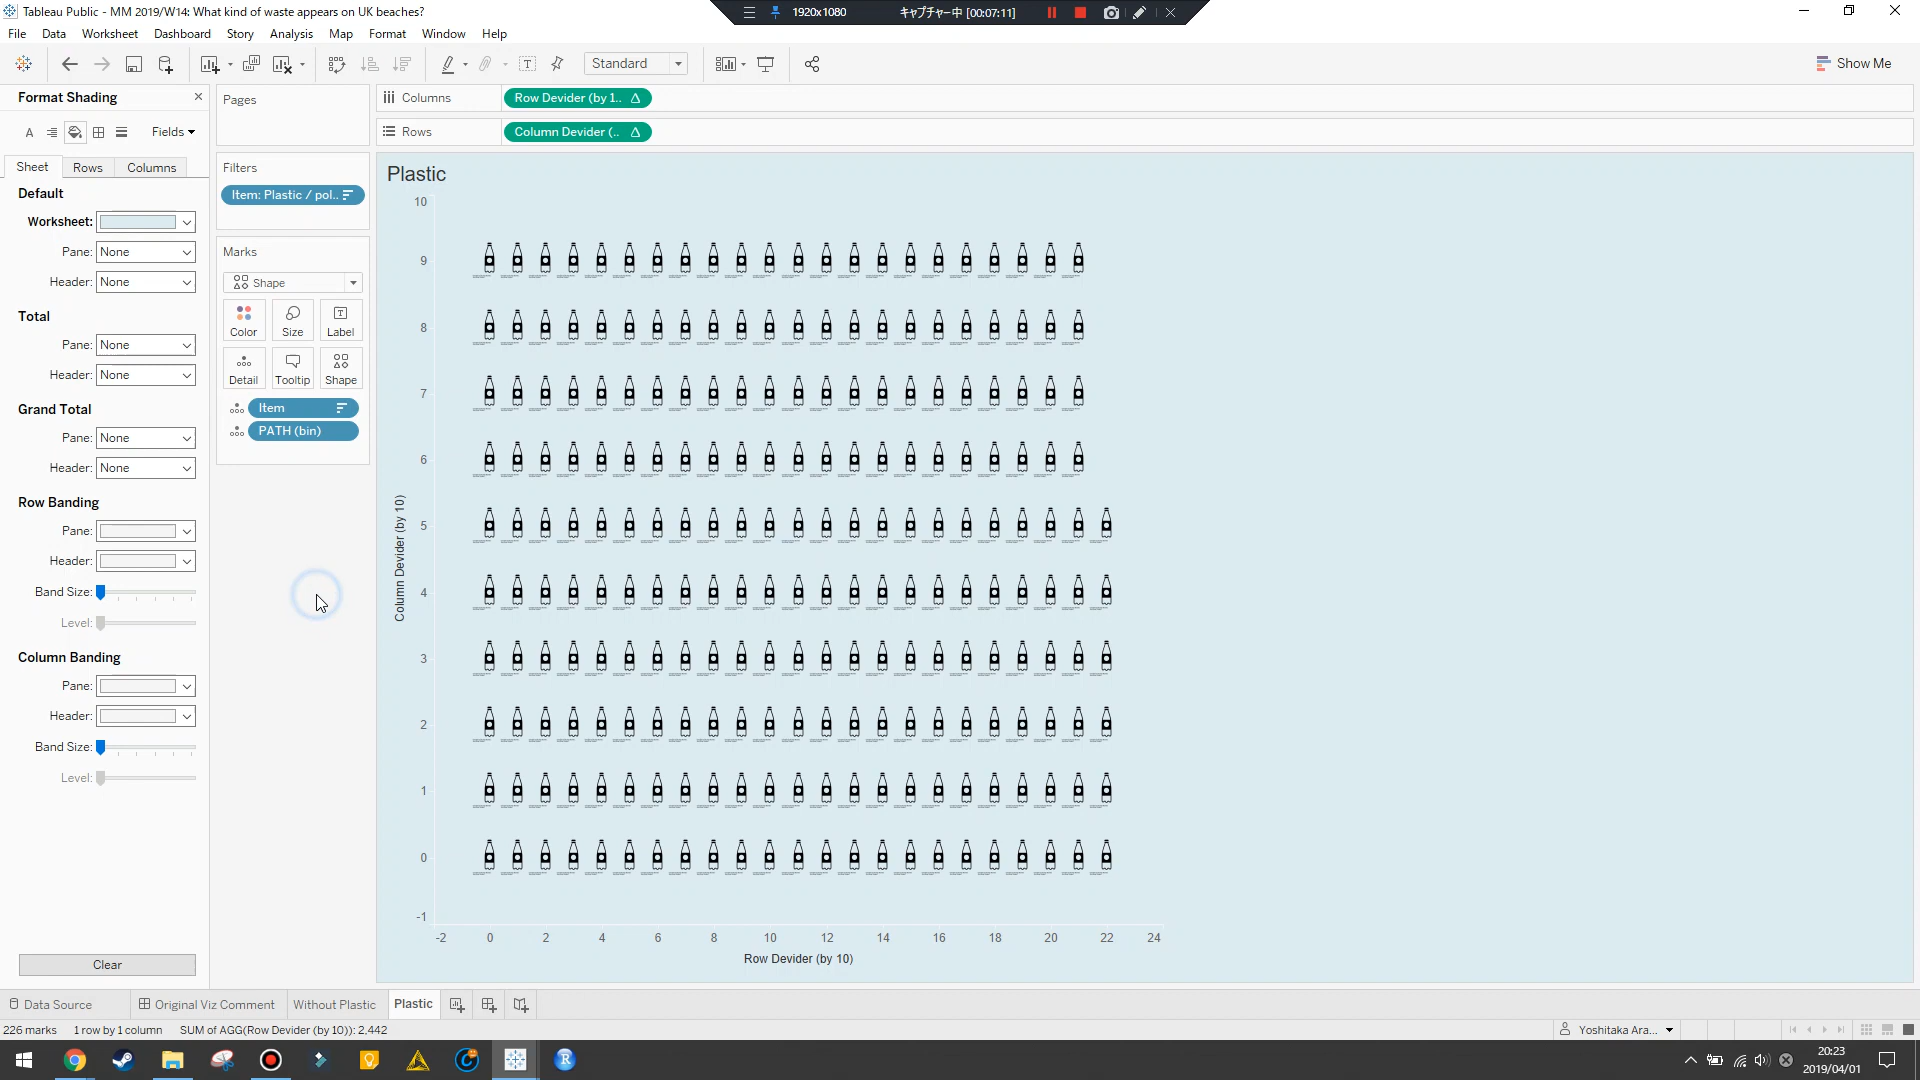 Tableau Public - MM 2019/W14: What kind of waste appears on UK beaches?
1920x1080
キャプチャー中 [00:07:11]
File Data Worksheet Dashboard Story Analysis Map Format Window Help
Standard
Show Me
Format Shading
Fields
Sheet Rows Columns
Default
Worksheet:
Pane: None
Header: None
Total
Pane: None
Header: None
Grand Total
Pane: None
Header: None
Row Banding
Pane:
Header:
Band Size:
Level:
Column Banding
Pane:
Header:
Band Size:
Level:
Clear
Pages
Filters
Item: Plastic / pol..
Marks
Shape
Color Size Label
Detail Tooltip Shape
Item
PATH (bin)
Columns
Row Devider (by 1..
Rows
Column Devider (..
Plastic
10
9
8
7
6
5
4
3
2
1
0
-1
Column Devider (by 10)
-2 0 2 4 6 8 10 12 14 16 18 20 22 24
Row Devider (by 10)
Data Source Original Viz Comment Without Plastic Plastic
226 marks 1 row by 1 column SUM of AGG(Row Devider (by 10)): 2,442
Yoshitaka Ara...
20:23
2019/04/01